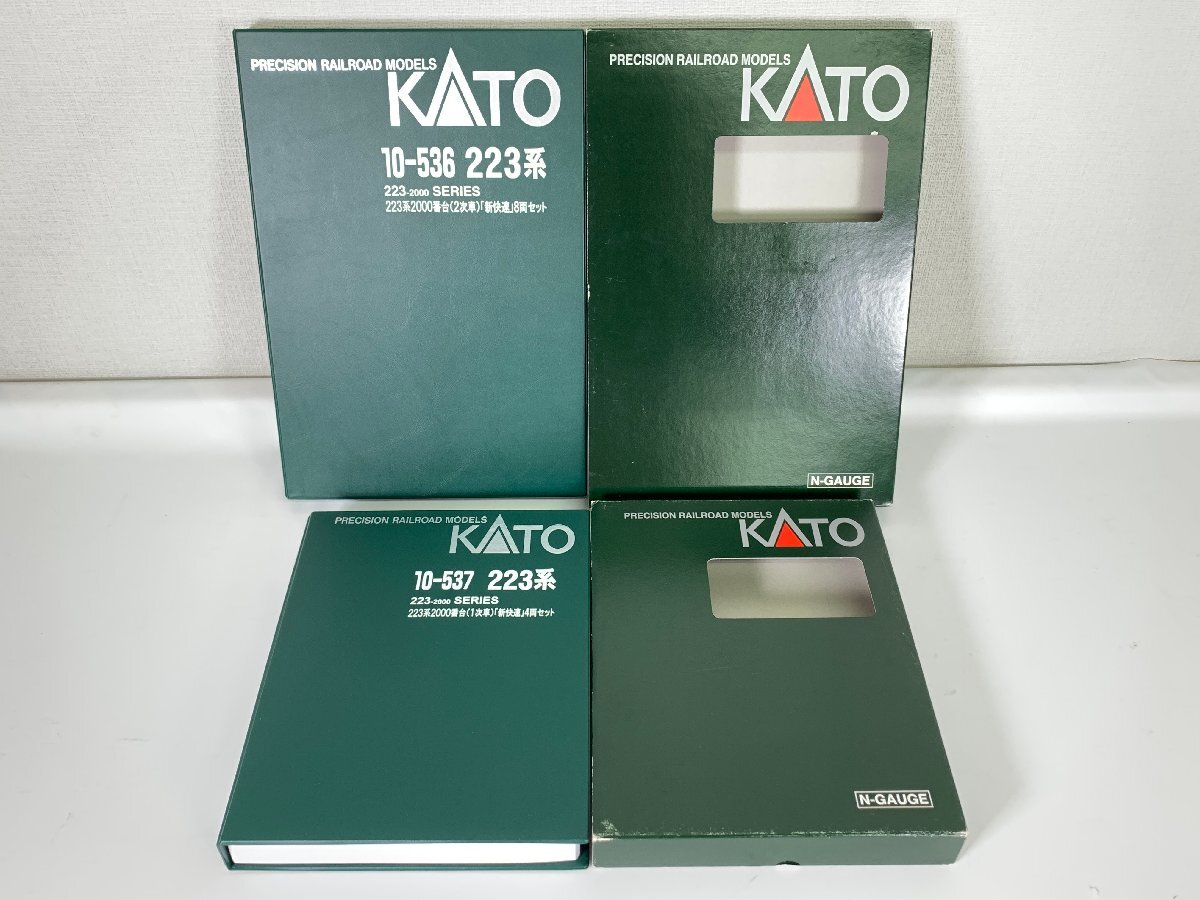 PRECISION RAILROAD MODELS
KATO
10-536 223系
223-2000 SERIES
223系2000番台(2次車)「新快速」8両セット
PRECISION RAILROAD MODELS
KATO
N-GAUGE
PRECISION RAILROAD MODELS
KATO
10-537 223系
223-2000 SERIES
223系2000番台(1次車)「新快速」4両セット
PRECISION RAILROAD MODELS
KATO
N-GAUGE